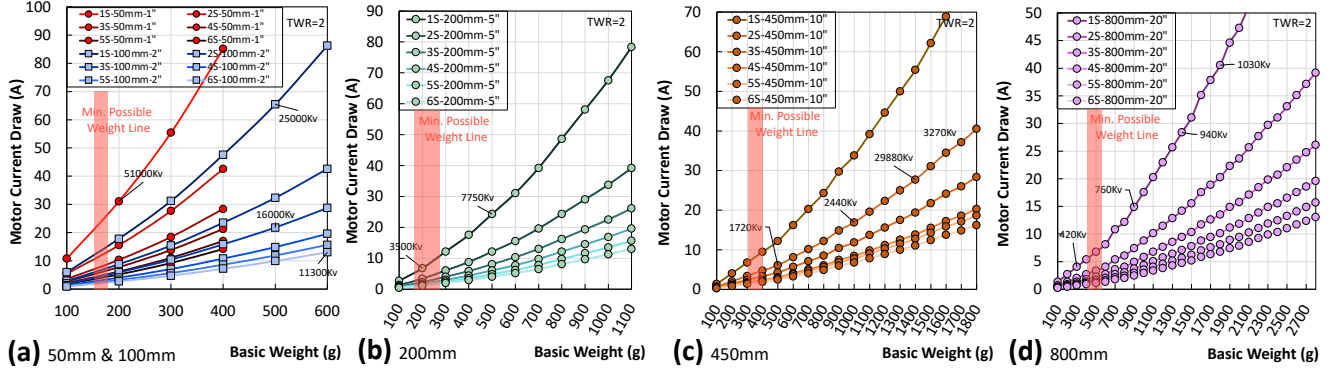 Motor Current Draw (A)
100
90
80
70
60
50
40
30
20
10
0
1S-50mm-1" 2S-50mm-1"
3S-50mm-1" 4S-50mm-1"
5S-50mm-1" 6S-50mm-1"
1S-100mm-2" 2S-100mm-2"
3S-100mm-2" 4S-100mm-2"
5S-100mm-2" 6S-100mm-2"
TWR=2
Min. Possible
Weight Line
25000Kv
51000Kv
16000Kv
11300Kv
100 200 300 400 500 600
(a) 50mm & 100mm Basic Weight (g)
Motor Current Draw (A)
90
80
70
60
50
40
30
20
10
0
1S-200mm-5"
2S-200mm-5"
3S-200mm-5"
4S-200mm-5"
5S-200mm-5"
6S-200mm-5"
TWR=2
Min. Possible
Weight Line
7750Kv
3500Kv
100 200 300 400 500 600 700 800 900 1000 1100
(b) 200mm Basic Weight (g)
Motor Current Draw (A)
70
60
50
40
30
20
10
0
1S-450mm-10"
2S-450mm-10"
3S-450mm-10"
4S-450mm-10"
5S-450mm-10"
6S-450mm-10"
TWR=2
Min. Possible
Weight Line
3270Kv
29880Kv
2440Kv
1720Kv
100 200 300 400 500 600 700 800 900 1000 1100 1200 1300 1400 1500 1600 1700 1800
(c) 450mm Basic Weight (g)
Motor Current Draw (A)
50
45
40
35
30
25
20
15
10
5
0
1S-800mm-20"
2S-800mm-20"
3S-800mm-20"
4S-800mm-20"
5S-800mm-20"
6S-800mm-20"
TWR=2
Min. Possible
Weight Line
1030Kv
940Kv
760Kv
420Kv
100 300 500 700 900 1100 1300 1500 1700 1900 2100 2300 2500 2700
(d) 800mm Basic Weight (g)